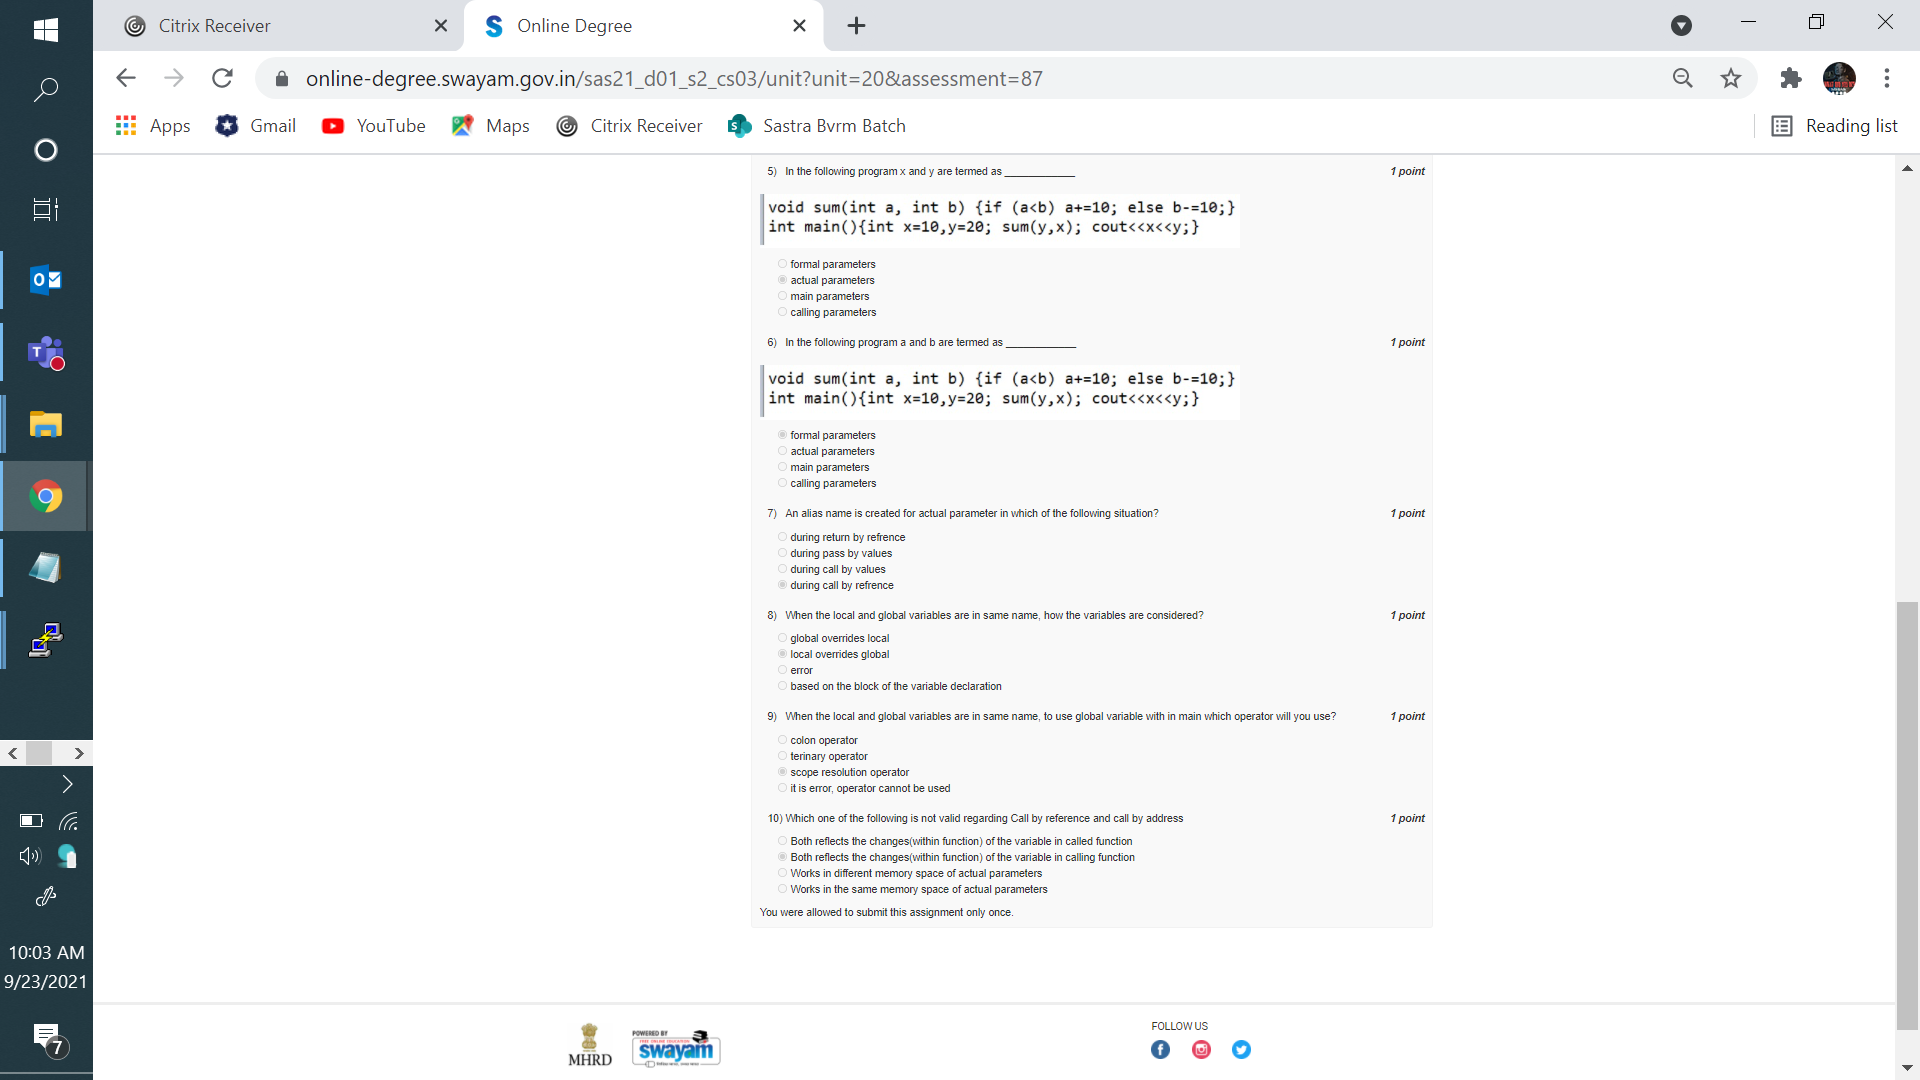 Citrix Receiver
Online Degree
online-degree.swayam.gov.in/sas21_d01_s2_cs03/unit?unit=20&assessment=87
Apps
Gmail
YouTube
Maps
Citrix Receiver
Sastra Bvrm Batch
Reading list
5) In the following program x and y are termed as ____________ 1 point
void sum(int a, int b) {if (a<b) a+=10; else b-=10;}
int main(){int x=10,y=20; sum(y,x); cout<<x<<y;}
formal parameters
actual parameters
main parameters
calling parameters
6) In the following program a and b are termed as ____________ 1 point
void sum(int a, int b) {if (a<b) a+=10; else b-=10;}
int main(){int x=10,y=20; sum(y,x); cout<<x<<y;}
formal parameters
actual parameters
main parameters
calling parameters
7) An alias name is created for actual parameter in which of the following situation? 1 point
during return by refrence
during pass by values
during call by values
during call by refrence
8) When the local and global variables are in same name, how the variables are considered? 1 point
global overrides local
local overrides global
error
based on the block of the variable declaration
9) When the local and global variables are in same name, to use global variable with in main which operator will you use? 1 point
colon operator
terinary operator
scope resolution operator
it is error, operator cannot be used
10) Which one of the following is not valid regarding Call by reference and call by address 1 point
Both reflects the changes(within function) of the variable in called function
Both reflects the changes(within function) of the variable in calling function
Works in different memory space of actual parameters
Works in the same memory space of actual parameters
You were allowed to submit this assignment only once.
10:03 AM
9/23/2021
7
MHRD
POWERED BY
swayam
FOLLOW US